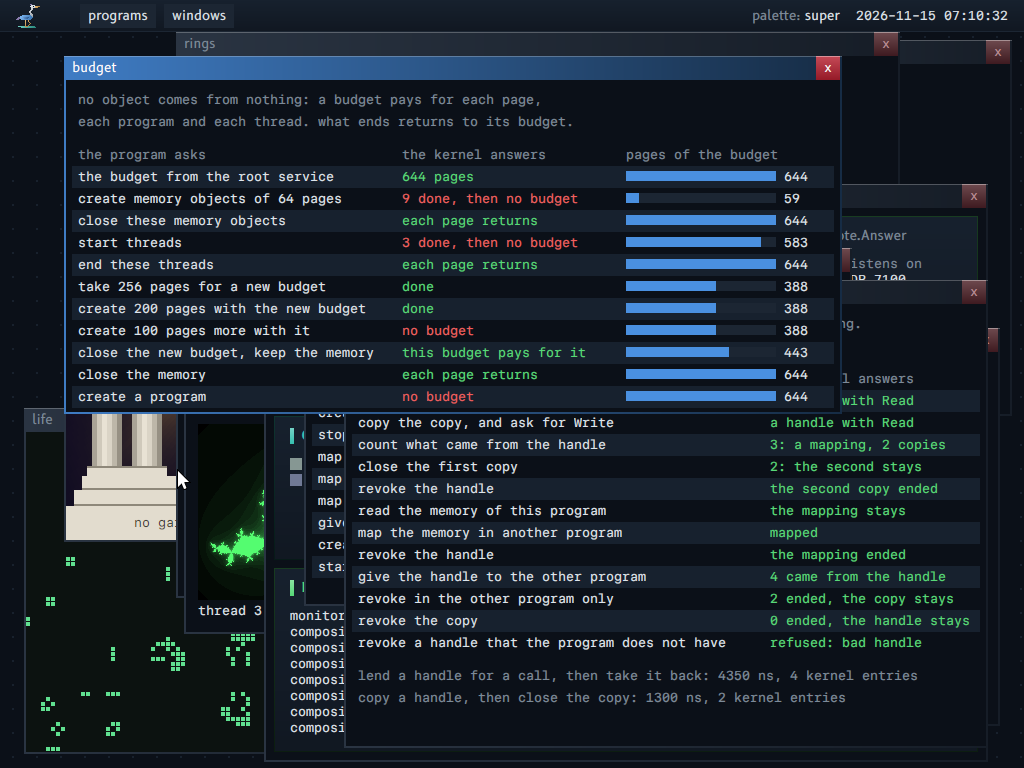 programs windows palette: super 2026-11-15 07:10:32
rings x
x
budget x
no object comes from nothing: a budget pays for each page,
each program and each thread. what ends returns to its budget.
the program asks the kernel answers pages of the budget
the budget from the root service 644 pages 644
create memory objects of 64 pages 9 done, then no budget 59
close these memory objects each page returns 644
start threads 3 done, then no budget 583
end these threads each page returns 644
take 256 pages for a new budget done 388
create 200 pages with the new budget done 388
create 100 pages more with it no budget 388
close the new budget, keep the memory this budget pays for it 443
close the memory each page returns 644
create a program no budget 644
x
.Answer
istens on
7100
x
ng.
answers
with Read
copy the copy, and ask for Write a handle with Read
count what came from the handle 3: a mapping, 2 copies
close the first copy 2: the second stays
revoke the handle the second copy ended
read the memory of this program the mapping stays
map the memory in another program mapped
revoke the handle the mapping ended
give the handle to the other program 4 came from the handle
revoke in the other program only 2 ended, the copy stays
revoke the copy 0 ended, the handle stays
revoke a handle that the program does not have refused: bad handle
lend a handle for a call, then take it back: 4350 ns, 4 kernel entries
copy a handle, then close the copy: 1300 ns, 2 kernel entries
life
no ga
thread 3
stop
map
map
map
give
crea
star
monitor
composi
composi
composi
composi
composi
composi
composi